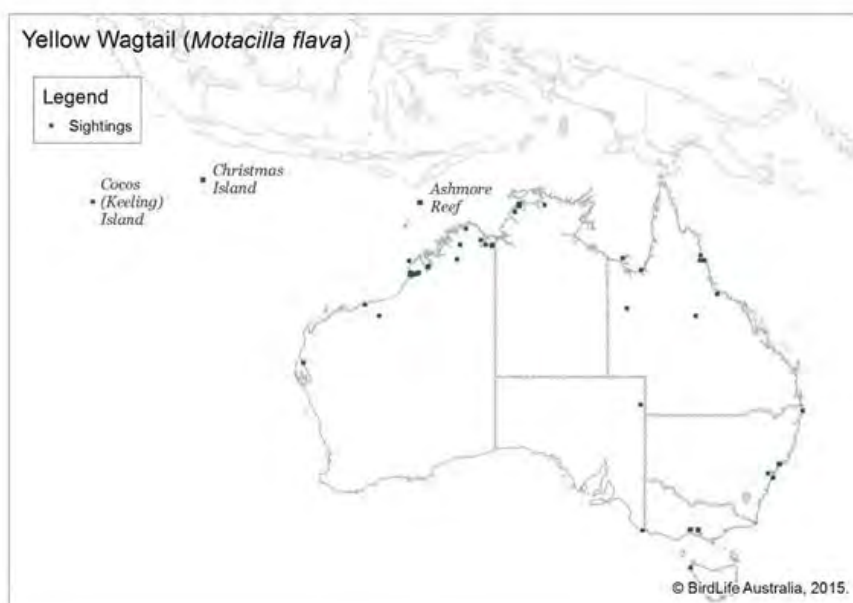 Yellow Wagtail (Motacilla flava)
Legend
Sightings
Christmas
Island
Cocos
(Keeling)
Island
Ashmore
Reef
© BirdLife Australia, 2015.